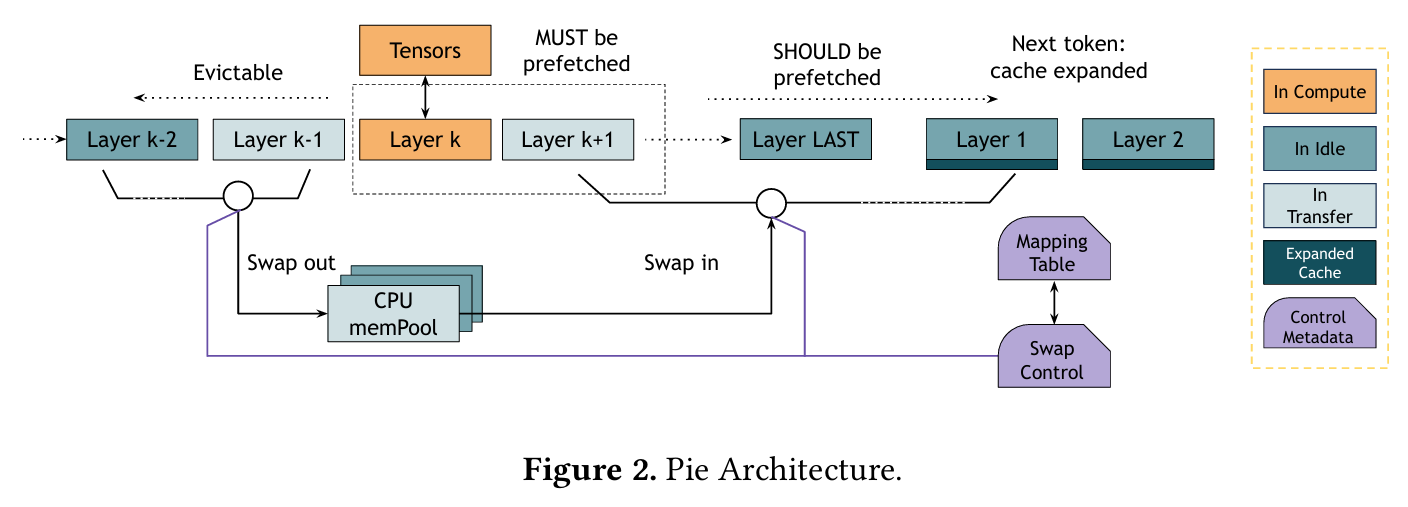 Tensors
MUST be
prefetched
Evictable
SHOULD be
prefetched
Next token:
cache expanded
Layer k-2
Layer k-1
Layer k
Layer k+1
Layer LAST
Layer 1
Layer 2
Swap out
CPU
memPool
Swap in
Mapping
Table
Swap
Control
In Compute
In Idle
In
Transfer
Expanded
Cache
Control
Metadata
Figure 2. Pie Architecture.